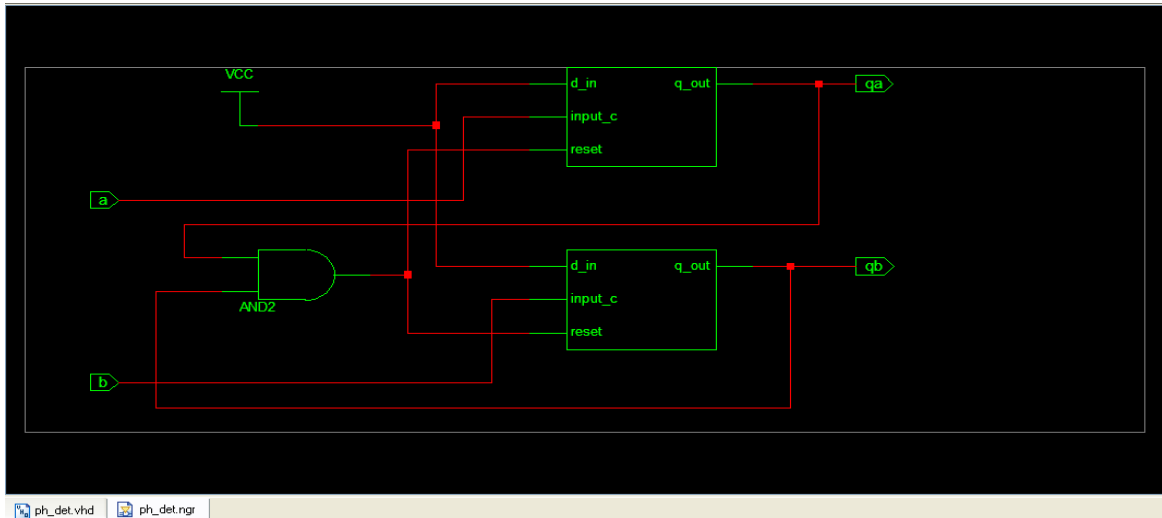 VCC
d_in q_out qa
input_c
reset
a
d_in q_out qb
AND2 input_c
reset
b
ph_det.vhd ph_det.ngr